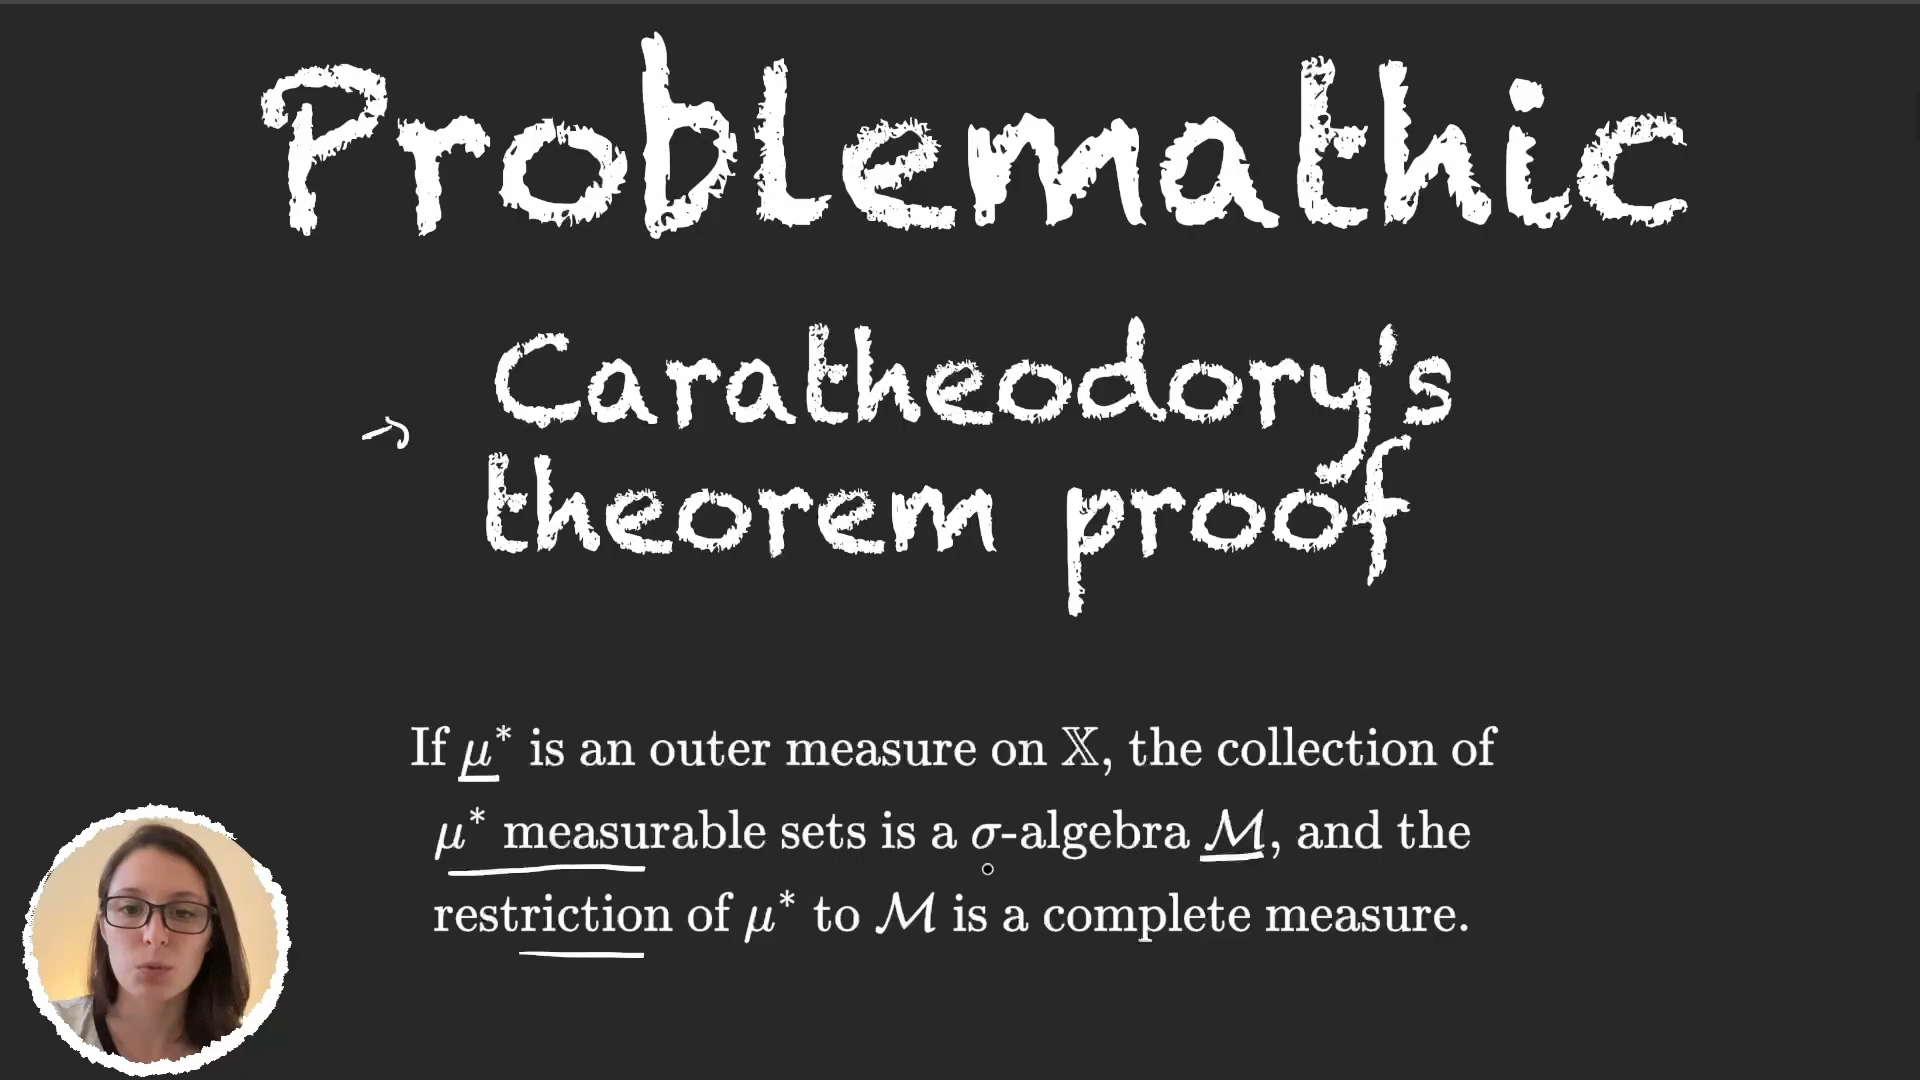 Problemathic
Caratheodory's
theorem proof
If μ* is an outer measure on 𝕏, the collection of
μ* measurable sets is a σ-algebra ℳ, and the
restriction of μ* to ℳ is a complete measure.